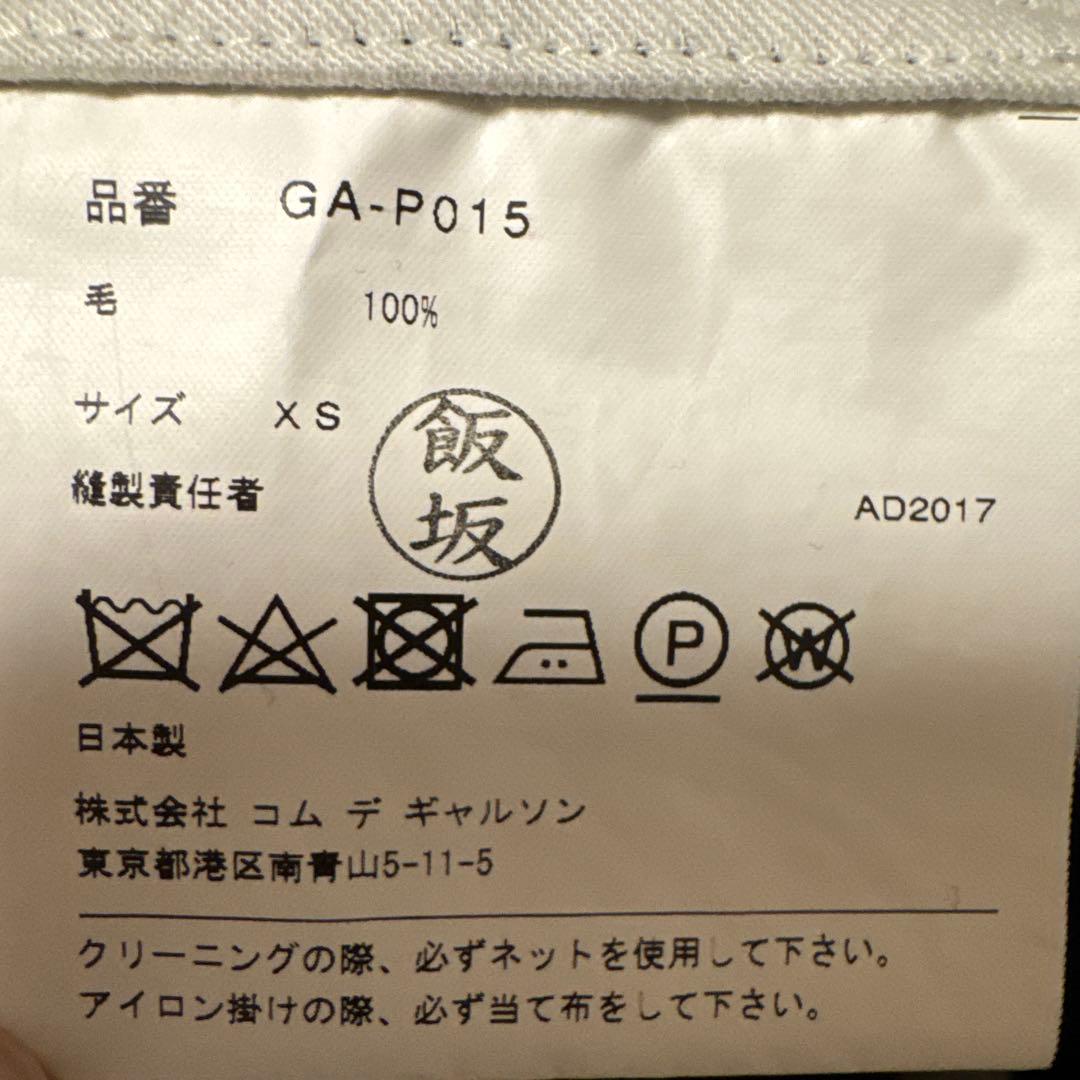 品番 GA-P015
毛 100%
サイズ XS
飯坂
縫製責任者
AD2017
P
W
日本製
株式会社 コム デ ギャルソン
東京都港区南青山5-11-5
クリーニングの際、必ずネットを使用して下さい。
アイロン掛けの際、必ず当て布をして下さい。